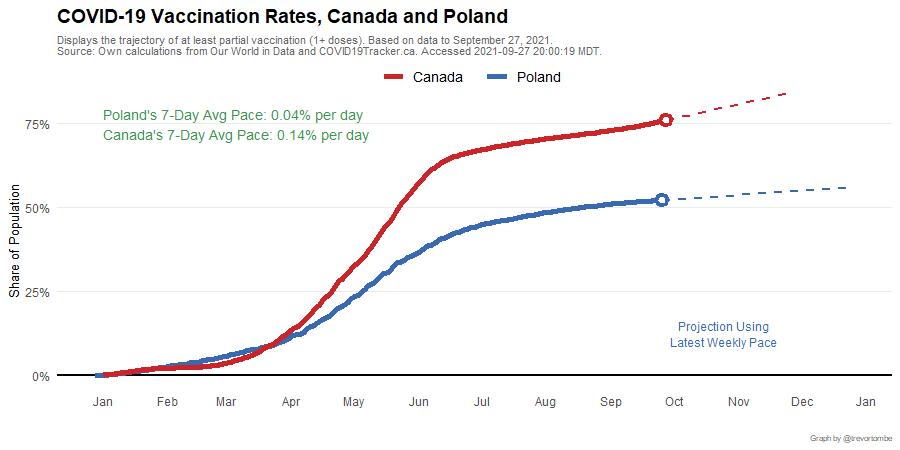 COVID-19 Vaccination Rates, Canada and Poland
Displays the trajectory of at least partial vaccination (1+ doses). Based on data to September 27, 2021.
Source: Own calculations from Our World in Data and COVID19Tracker.ca. Accessed 2021-09-27 20:00:19 MDT.
Canada Poland
Poland's 7-Day Avg Pace: 0.04% per day
Canada's 7-Day Avg Pace: 0.14% per day
Share of Population
75%
50%
25%
0%
Projection Using
Latest Weekly Pace
Jan Feb Mar Apr May Jun Jul Aug Sep Oct Nov Dec Jan
Graph by @trevortombe